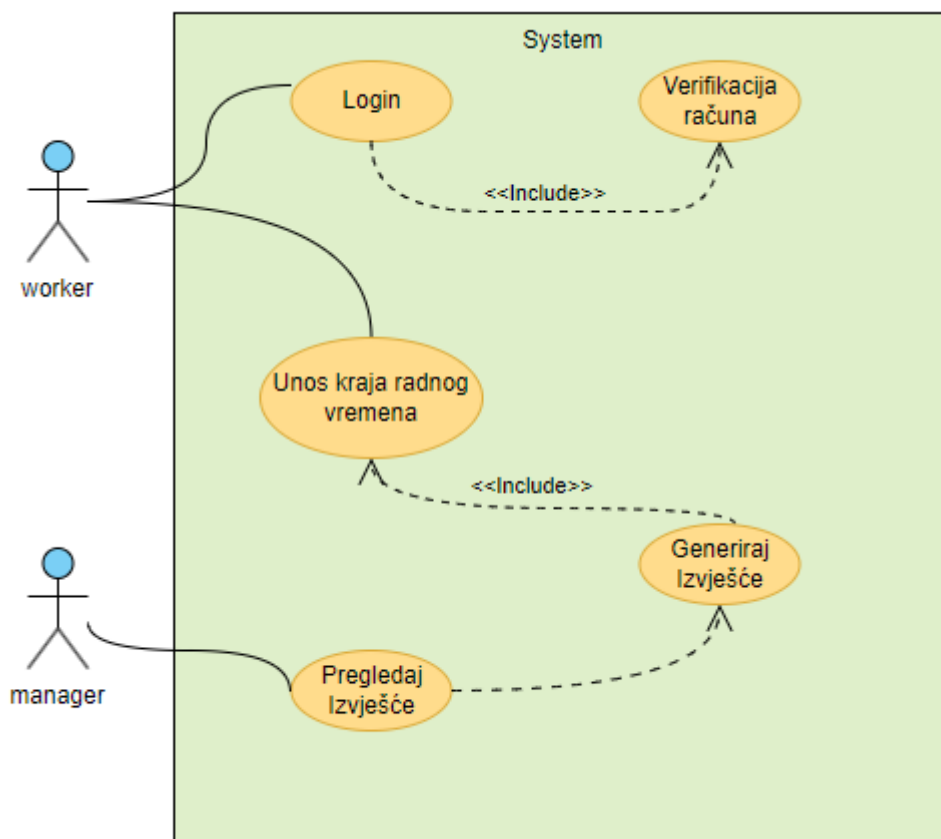 System
Login
Verifikacija
računa
<<Include>>
worker
Unos kraja radnog
vremena
<<Include>>
Generiraj
Izvješće
manager
Pregledaj
Izvješće